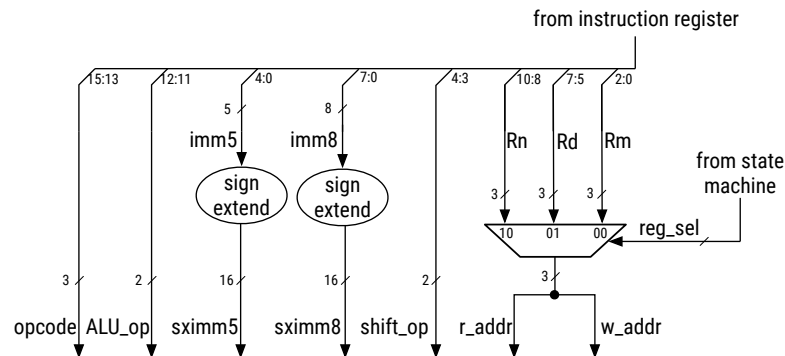 from instruction register
15:13
12:11
4:0
7:0
4:3
10:8
7:5
2:0
5
8
imm5
imm8
Rn
Rd
Rm
from state
machine
sign
extend
sign
extend
3
3
3
10
01
00
reg_sel
3
2
16
16
2
3
opcode
ALU_op
sximm5
sximm8
shift_op
r_addr
w_addr